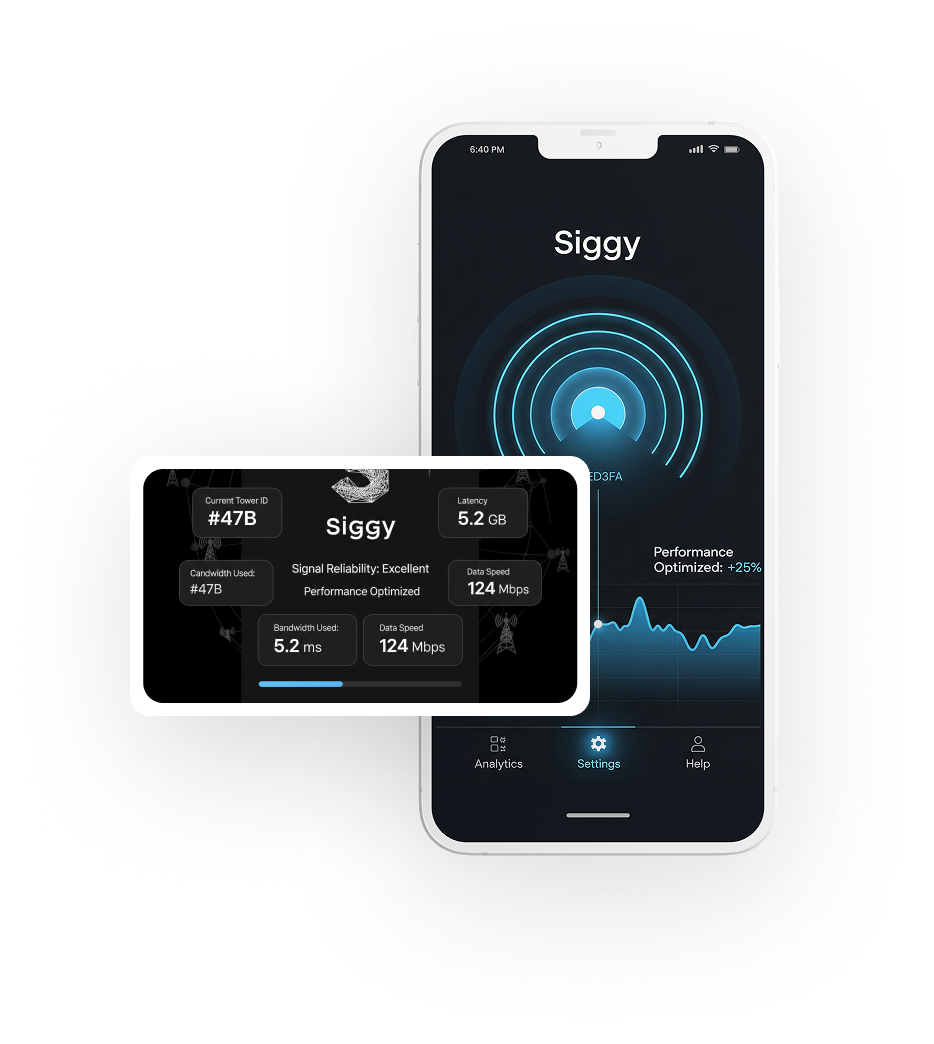 6:40 PM
Siggy
ED3FA
Performance
Optimized: +25%
Analytics
Settings
Help
Current Tower ID
#47B
Latency
5.2 GB
Siggy
Candwidth Used:
#47B
Signal Reliability: Excellent
Performance Optimized
Data Speed
124 Mbps
Bandwidth Used:
5.2 ms
Data Speed
124 Mbps